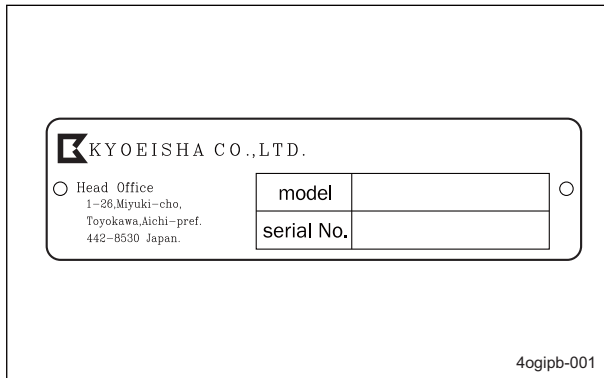 KYOEISHA CO.,LTD.
Head Office
1-26,Miyuki-cho,
Toyokawa,Aichi-pref.
442-8530 Japan.
model
serial No.
4ogipb-001